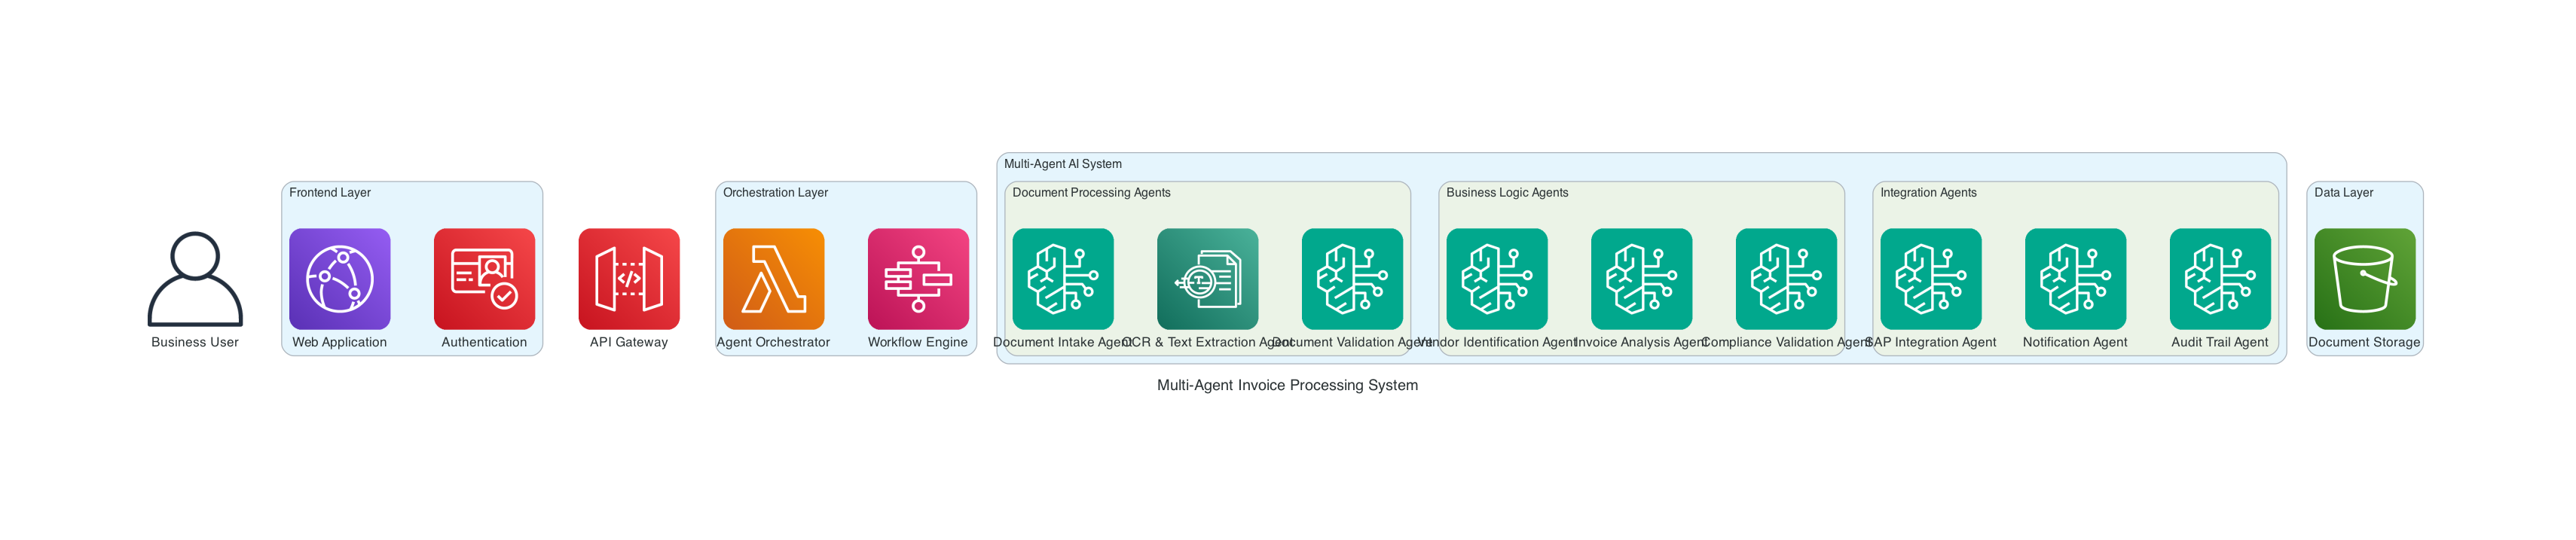 Multi-Agent AI System
Frontend Layer
Orchestration Layer
Document Processing Agents
Business Logic Agents
Integration Agents
Data Layer
Business User
Web Application
Authentication
API Gateway
Agent Orchestrator
Workflow Engine
Document Intake Agent
OCR & Text Extraction Agent
Document Validation Agent
Vendor Identification Agent
Invoice Analysis Agent
Compliance Validation Agent
SAP Integration Agent
Notification Agent
Audit Trail Agent
Document Storage
Multi-Agent Invoice Processing System